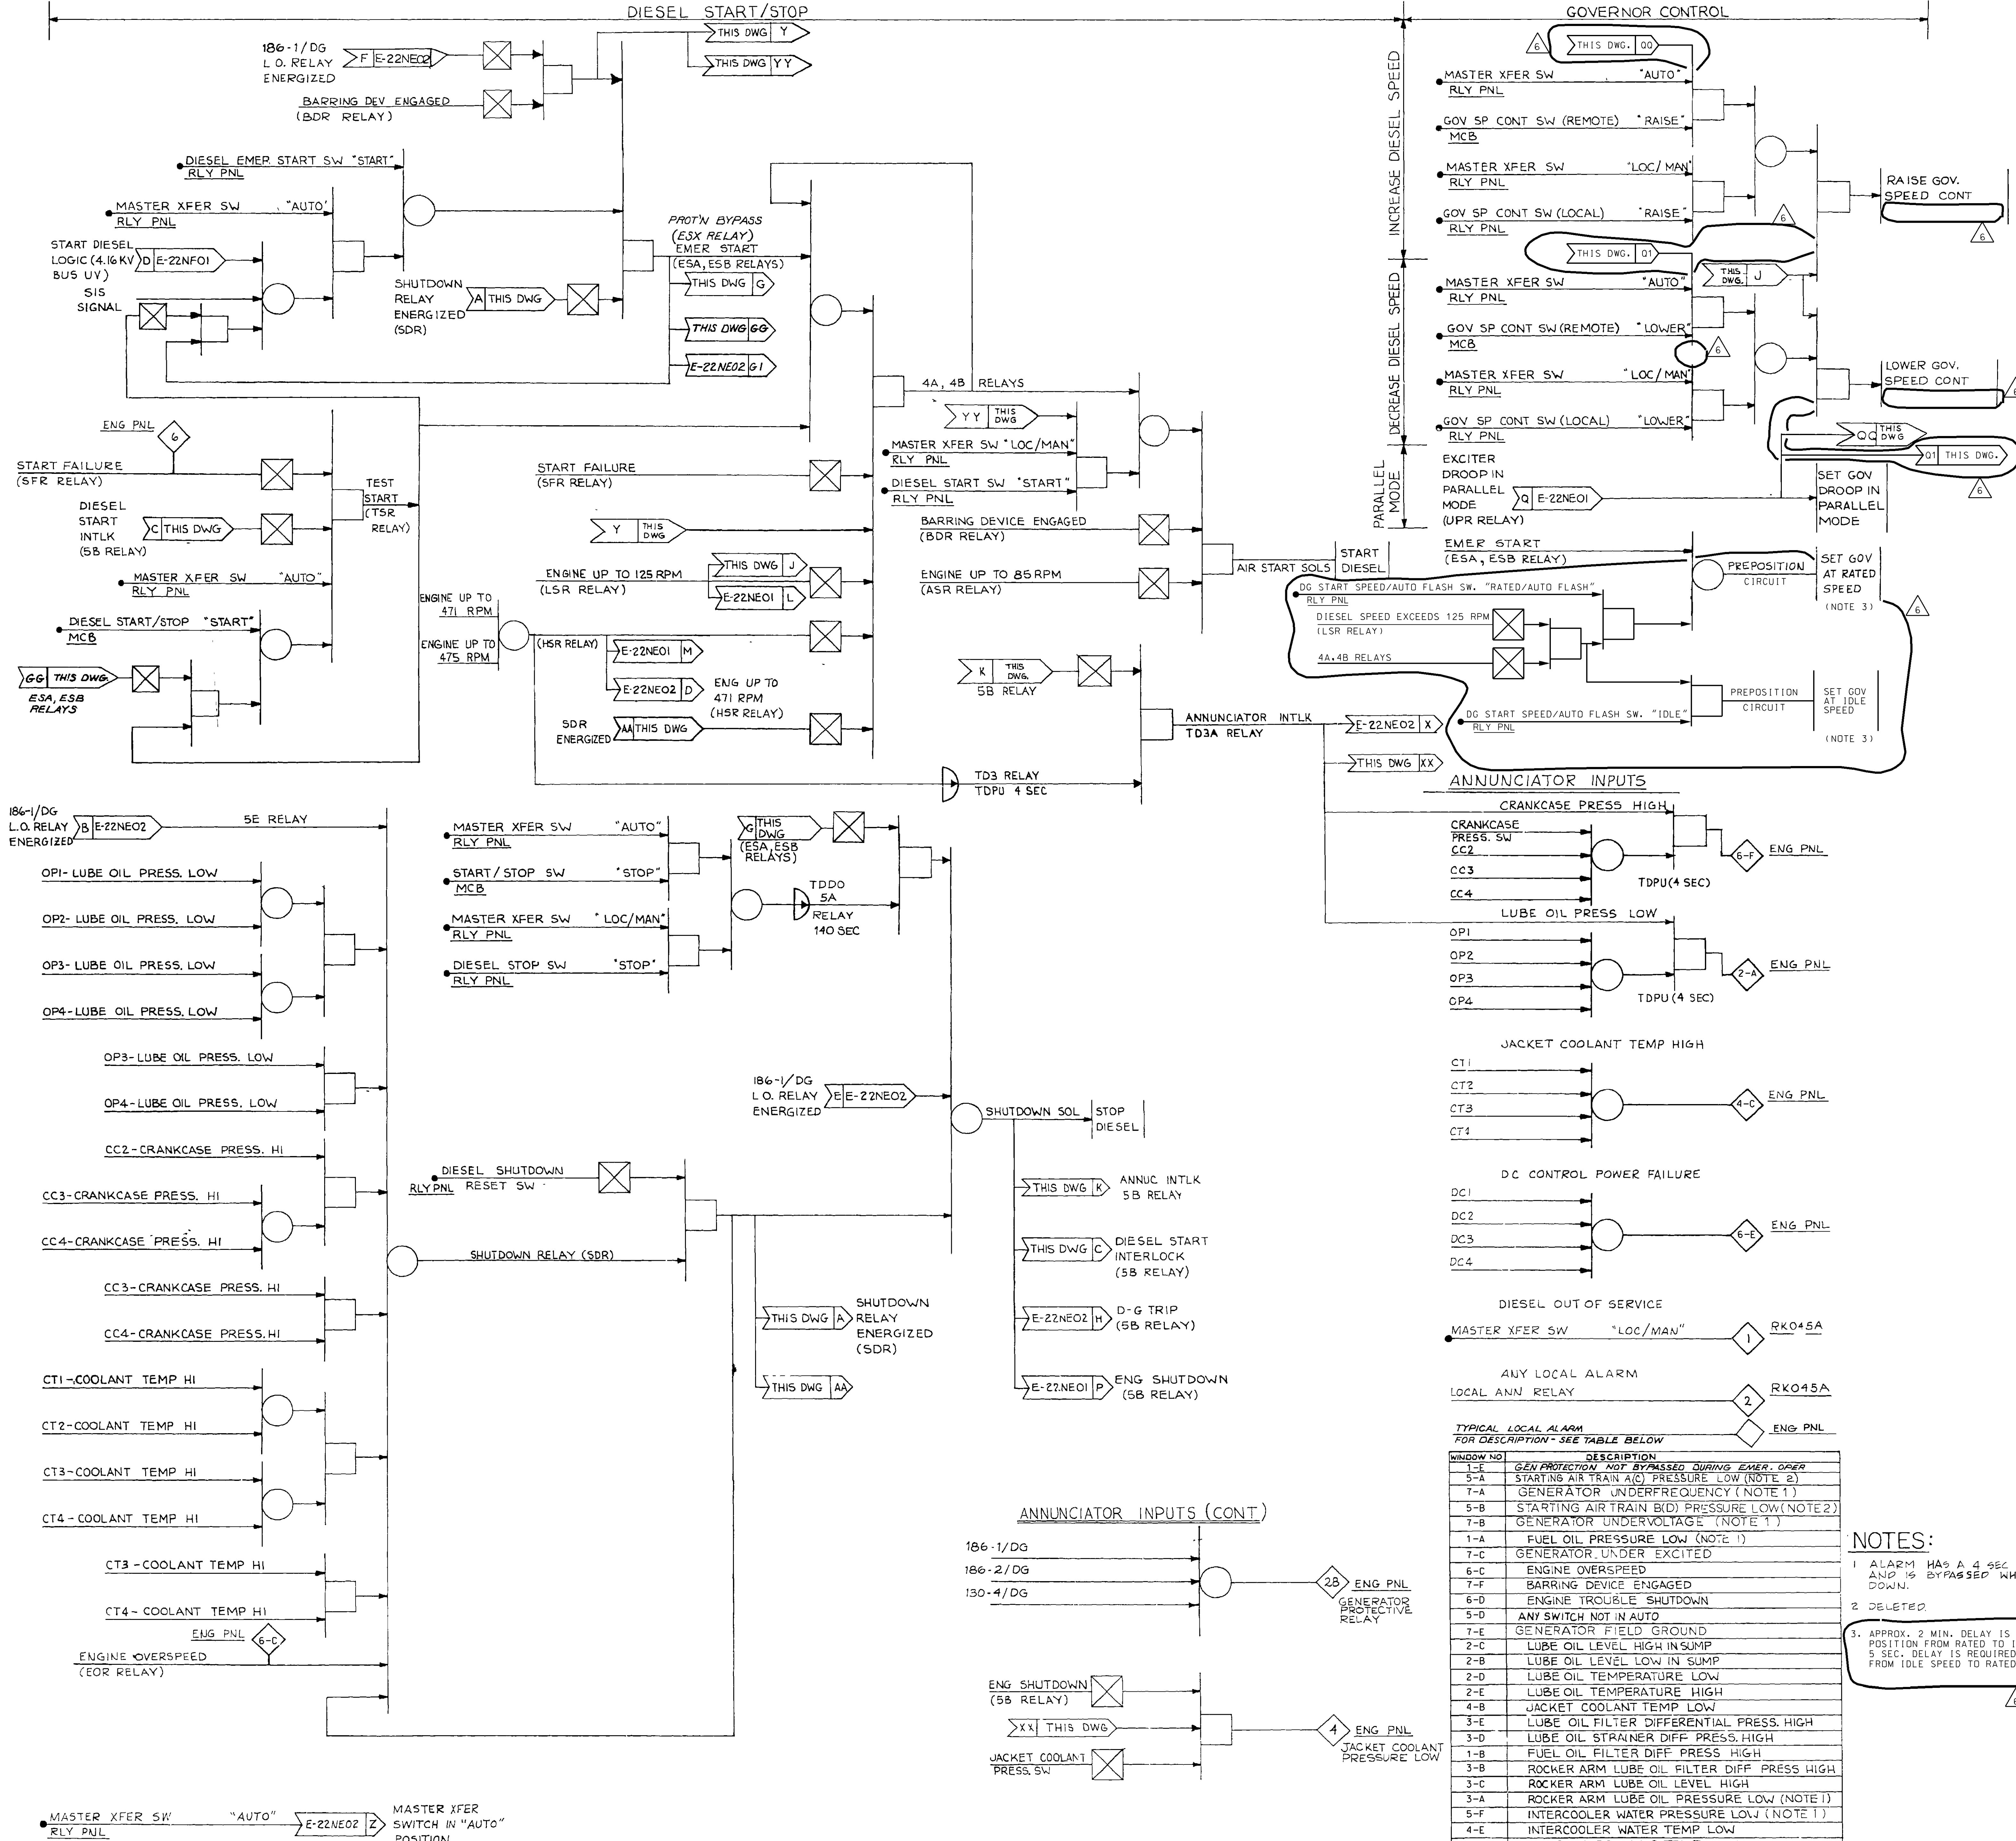 DIESEL START/STOP
GOVERNOR CONTROL
186-1/DG
L.O. RELAY
ENERGIZED
F E-22NE02
BARRING DEV ENGAGED
(BDR RELAY)
THIS DWG Y
THIS DWG YY
DIESEL EMER. START SW "START"
RLY PNL
MASTER XFER SW "AUTO"
RLY PNL
START DIESEL
LOGIC (4.16 KV
BUS UV)
D E-22NF01
SIS
SIGNAL
SHUTDOWN
RELAY
ENERGIZED
(SDR)
A THIS DWG
PROT'N BYPASS
(ESX RELAY)
EMER START
(ESA, ESB RELAYS)
THIS DWG G
THIS DWG GG
E-22NE02 G1
4A, 4B RELAYS
YY THIS
DWG
MASTER XFER SW "LOC/MAN"
RLY PNL
DIESEL START SW "START"
RLY PNL
BARRING DEVICE ENGAGED
(BDR RELAY)
ENGINE UP TO 85 RPM
(ASR RELAY)
AIR START SOLS
START
DIESEL
ENG PNL
6
START FAILURE
(SFR RELAY)
DIESEL
START
INTLK
(5B RELAY)
C THIS DWG
MASTER XFER SW "AUTO"
RLY PNL
TEST
START
(TSR
RELAY)
DIESEL START/STOP "START"
MCB
GG THIS DWG.
ESA, ESB
RELAYS
START FAILURE
(SFR RELAY)
Y THIS
DWG
ENGINE UP TO 125 RPM
(LSR RELAY)
THIS DWG J
E-22NE01 L
ENGINE UP TO
471 RPM
ENGINE UP TO
475 RPM
(HSR RELAY)
E-22NE01 M
E-22NE02 D
ENG UP TO
471 RPM
(HSR RELAY)
SDR
ENERGIZED
AA THIS DWG
K THIS
DWG.
5B RELAY
TD3 RELAY
TDPU 4 SEC
ANNUNCIATOR INTLK
TD3A RELAY
E-22NE02 X
THIS DWG XX
INCREASE DIESEL SPEED
DECREASE DIESEL SPEED
PARALLEL
MODE
6
THIS DWG. QQ
MASTER XFER SW "AUTO"
RLY PNL
GOV SP CONT SW (REMOTE) "RAISE"
MCB
MASTER XFER SW "LOC/MAN"
RLY PNL
GOV SP CONT SW (LOCAL) "RAISE"
RLY PNL
6
THIS DWG. Q1
THIS
DWG. J
RAISE GOV.
SPEED CONT
6
MASTER XFER SW "AUTO"
RLY PNL
GOV SP CONT SW (REMOTE) "LOWER"
MCB
6
MASTER XFER SW "LOC/MAN"
RLY PNL
GOV SP CONT SW (LOCAL) "LOWER"
RLY PNL
LOWER GOV.
SPEED CONT
EXCITER
DROOP IN
PARALLEL
MODE
(UPR RELAY)
Q E-22NE01
QQ THIS
DWG
Q1 THIS DWG.
6
SET GOV
DROOP IN
PARALLEL
MODE
EMER START
(ESA, ESB RELAY)
PREPOSITION
CIRCUIT
SET GOV
AT RATED
SPEED
(NOTE 3)
6
DG START SPEED/AUTO FLASH SW. "RATED/AUTO FLASH"
RLY PNL
DIESEL SPEED EXCEEDS 125 RPM
(LSR RELAY)
4A,4B RELAYS
PREPOSITION
CIRCUIT
SET GOV
AT IDLE
SPEED
(NOTE 3)
DG START SPEED/AUTO FLASH SW. "IDLE"
RLY PNL
186-1/DG
L.O. RELAY
ENERGIZED
B E-22NE02
5E RELAY
OP1-LUBE OIL PRESS. LOW
OP2-LUBE OIL PRESS. LOW
OP3-LUBE OIL PRESS. LOW
OP4-LUBE OIL PRESS. LOW
OP3-LUBE OIL PRESS. LOW
OP4-LUBE OIL PRESS. LOW
CC2-CRANKCASE PRESS. HI
CC3-CRANKCASE PRESS. HI
CC4-CRANKCASE PRESS. HI
CC3-CRANKCASE PRESS. HI
CC4-CRANKCASE PRESS. HI
CT1-COOLANT TEMP HI
CT2-COOLANT TEMP HI
CT3-COOLANT TEMP HI
CT4-COOLANT TEMP HI
CT3-COOLANT TEMP HI
CT4-COOLANT TEMP HI
ENG PNL
6-C
ENGINE OVERSPEED
(EOR RELAY)
MASTER XFER SW "AUTO"
RLY PNL
START/STOP SW "STOP"
MCB
MASTER XFER SW "LOC/MAN"
RLY PNL
DIESEL STOP SW "STOP"
RLY PNL
G THIS
DWG
(ESA, ESB
RELAYS)
TDDO
5A
RELAY
140 SEC
186-1/DG
L.O. RELAY
ENERGIZED
E E-22NE02
SHUTDOWN SOL
STOP
DIESEL
DIESEL SHUTDOWN
RLY PNL RESET SW
SHUTDOWN RELAY (SDR)
THIS DWG K
ANNUC INTLK
5B RELAY
THIS DWG C
DIESEL START
INTERLOCK
(5B RELAY)
E-22NE02 H
D-G TRIP
(5B RELAY)
E-22NE01 P
ENG SHUTDOWN
(5B RELAY)
THIS DWG A
SHUTDOWN
RELAY
ENERGIZED
(SDR)
THIS DWG AA
ANNUNCIATOR INPUTS
CRANKCASE PRESS HIGH
CRANKCASE
PRESS. SW
CC2
CC3
CC4
TDPU (4 SEC)
6-F
ENG PNL
LUBE OIL PRESS LOW
OP1
OP2
OP3
OP4
TDPU (4 SEC)
2-A
ENG PNL
JACKET COOLANT TEMP HIGH
CT1
CT2
CT3
CT4
4-C
ENG PNL
DC CONTROL POWER FAILURE
DC1
DC2
DC3
DC4
6-E
ENG PNL
DIESEL OUT OF SERVICE
MASTER XFER SW "LOC/MAN"
1
RK045A
ANY LOCAL ALARM
LOCAL ANN RELAY
2
RK045A
TYPICAL LOCAL ALARM
FOR DESCRIPTION - SEE TABLE BELOW
ENG PNL
WINDOW NO DESCRIPTION
1-E GEN PROTECTION NOT BYPASSED DURING EMER. OPER
5-A STARTING AIR TRAIN A(C) PRESSURE LOW (NOTE 2)
7-A GENERATOR UNDERFREQUENCY (NOTE 1)
5-B STARTING AIR TRAIN B(D) PRESSURE LOW (NOTE 2)
7-B GENERATOR UNDERVOLTAGE (NOTE 1)
1-A FUEL OIL PRESSURE LOW (NOTE 1)
7-C GENERATOR UNDER EXCITED
6-C ENGINE OVERSPEED
7-F BARRING DEVICE ENGAGED
6-D ENGINE TROUBLE SHUTDOWN
5-D ANY SWITCH NOT IN AUTO
7-E GENERATOR FIELD GROUND
2-C LUBE OIL LEVEL HIGH IN SUMP
2-B LUBE OIL LEVEL LOW IN SUMP
2-D LUBE OIL TEMPERATURE LOW
2-E LUBE OIL TEMPERATURE HIGH
4-B JACKET COOLANT TEMP LOW
3-E LUBE OIL FILTER DIFFERENTIAL PRESS. HIGH
3-D LUBE OIL STRAINER DIFF PRESS. HIGH
1-B FUEL OIL FILTER DIFF PRESS HIGH
3-B ROCKER ARM LUBE OIL FILTER DIFF PRESS HIGH
3-C ROCKER ARM LUBE OIL LEVEL HIGH
3-A ROCKER ARM LUBE OIL PRESSURE LOW (NOTE 1)
5-F INTERCOOLER WATER PRESSURE LOW (NOTE 1)
4-E INTERCOOLER WATER TEMP LOW
NOTES:
1 ALARM HAS A 4 SEC
AND IS BYPASSED WH
DOWN.
2 DELETED.
3. APPROX. 2 MIN. DELAY IS
POSITION FROM RATED TO I
5 SEC. DELAY IS REQUIRED
FROM IDLE SPEED TO RATED
ANNUNCIATOR INPUTS (CONT)
186-1/DG
186-2/DG
130-4/DG
2B
ENG PNL
GENERATOR
PROTECTIVE
RELAY
ENG SHUTDOWN
(5B RELAY)
XX THIS DWG
JACKET COOLANT
PRESS. SW
4
ENG PNL
JACKET COOLANT
PRESSURE LOW
MASTER XFER SW "AUTO"
RLY PNL
E-22NE02 Z
MASTER XFER
SWITCH IN "AUTO"
POSITION